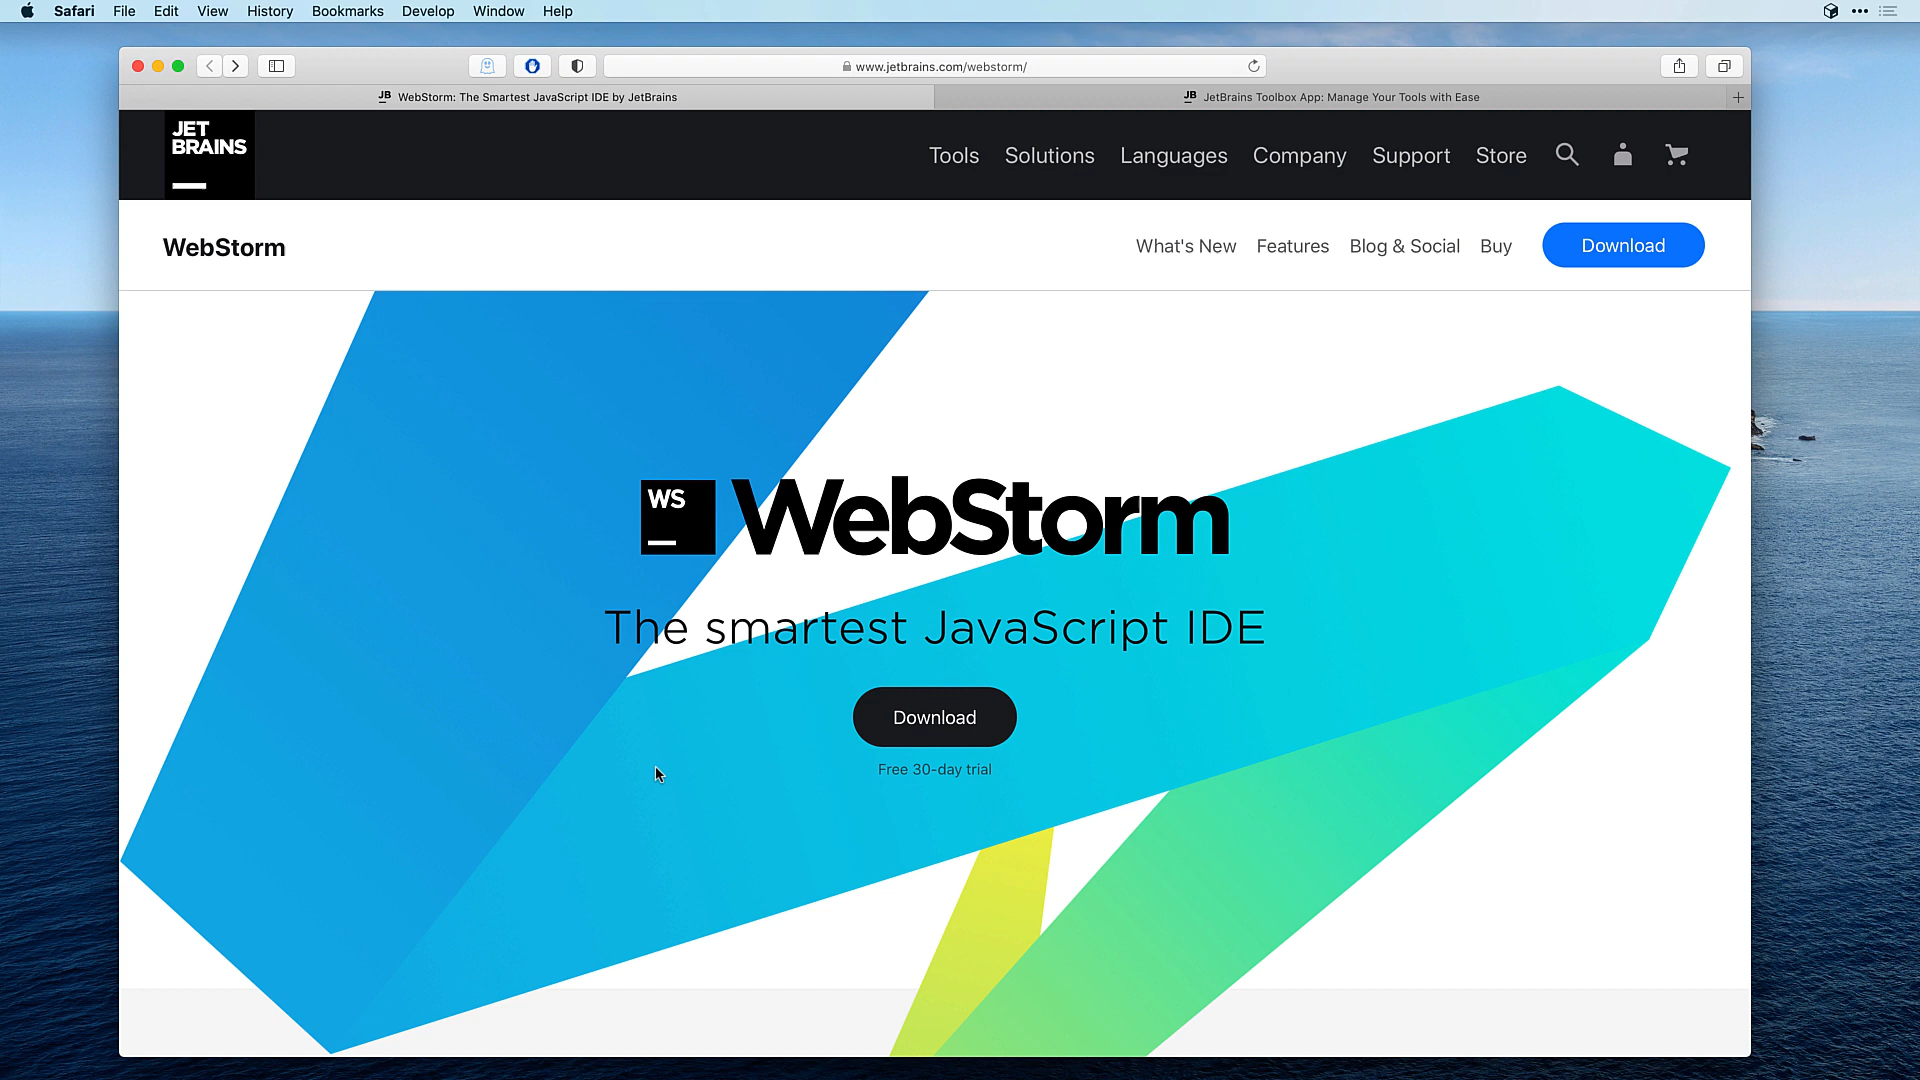 Safari File Edit View History Bookmarks Develop Window Help
www.jetbrains.com/webstorm/
JB WebStorm: The Smartest JavaScript IDE by JetBrains
JB JetBrains Toolbox App: Manage Your Tools with Ease
JET
BRAINS
Tools Solutions Languages Company Support Store
WebStorm
What's New Features Blog & Social Buy Download
WS
WebStorm
The smartest JavaScript IDE
Download
Free 30-day trial